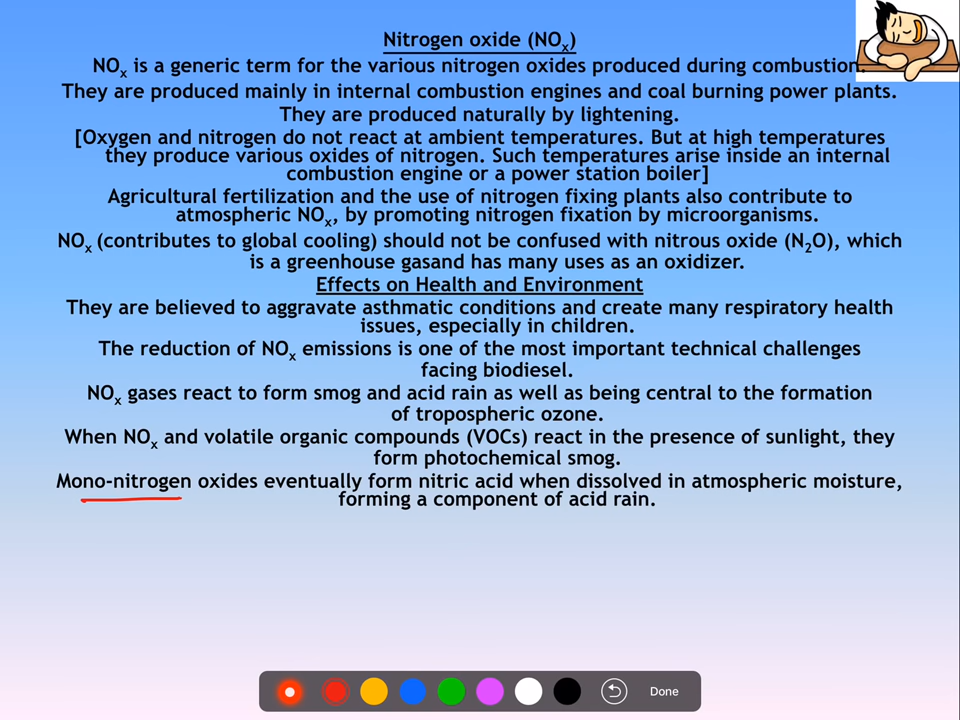 Nitrogen oxide (NOx)
NOx is a generic term for the various nitrogen oxides produced during combustion.
They are produced mainly in internal combustion engines and coal burning power plants.
They are produced naturally by lightening.
[Oxygen and nitrogen do not react at ambient temperatures. But at high temperatures
they produce various oxides of nitrogen. Such temperatures arise inside an internal
combustion engine or a power station boiler]
Agricultural fertilization and the use of nitrogen fixing plants also contribute to
atmospheric NOx, by promoting nitrogen fixation by microorganisms.
NOx (contributes to global cooling) should not be confused with nitrous oxide (N2O), which
is a greenhouse gasand has many uses as an oxidizer.
Effects on Health and Environment
They are believed to aggravate asthmatic conditions and create many respiratory health
issues, especially in children.
The reduction of NOx emissions is one of the most important technical challenges
facing biodiesel.
NOx gases react to form smog and acid rain as well as being central to the formation
of tropospheric ozone.
When NOx and volatile organic compounds (VOCs) react in the presence of sunlight, they
form photochemical smog.
Mono-nitrogen oxides eventually form nitric acid when dissolved in atmospheric moisture,
forming a component of acid rain.
Done